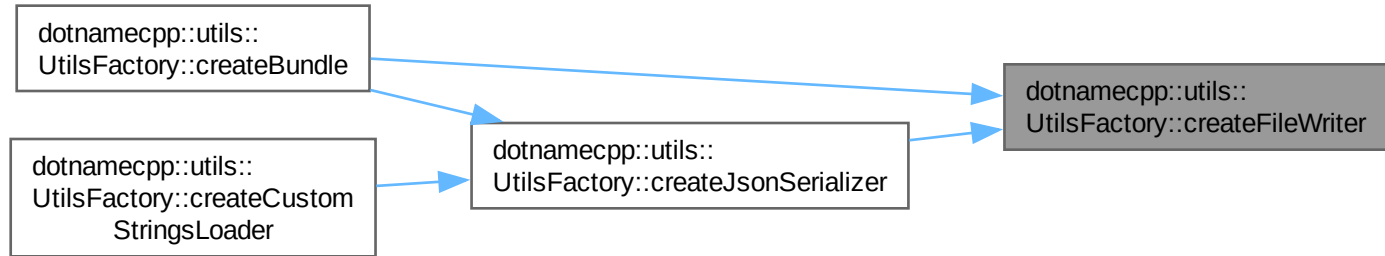 dotnamecpp::utils::
UtilsFactory::createBundle
dotnamecpp::utils::
UtilsFactory::createCustom
StringsLoader
dotnamecpp::utils::
UtilsFactory::createJsonSerializer
dotnamecpp::utils::
UtilsFactory::createFileWriter